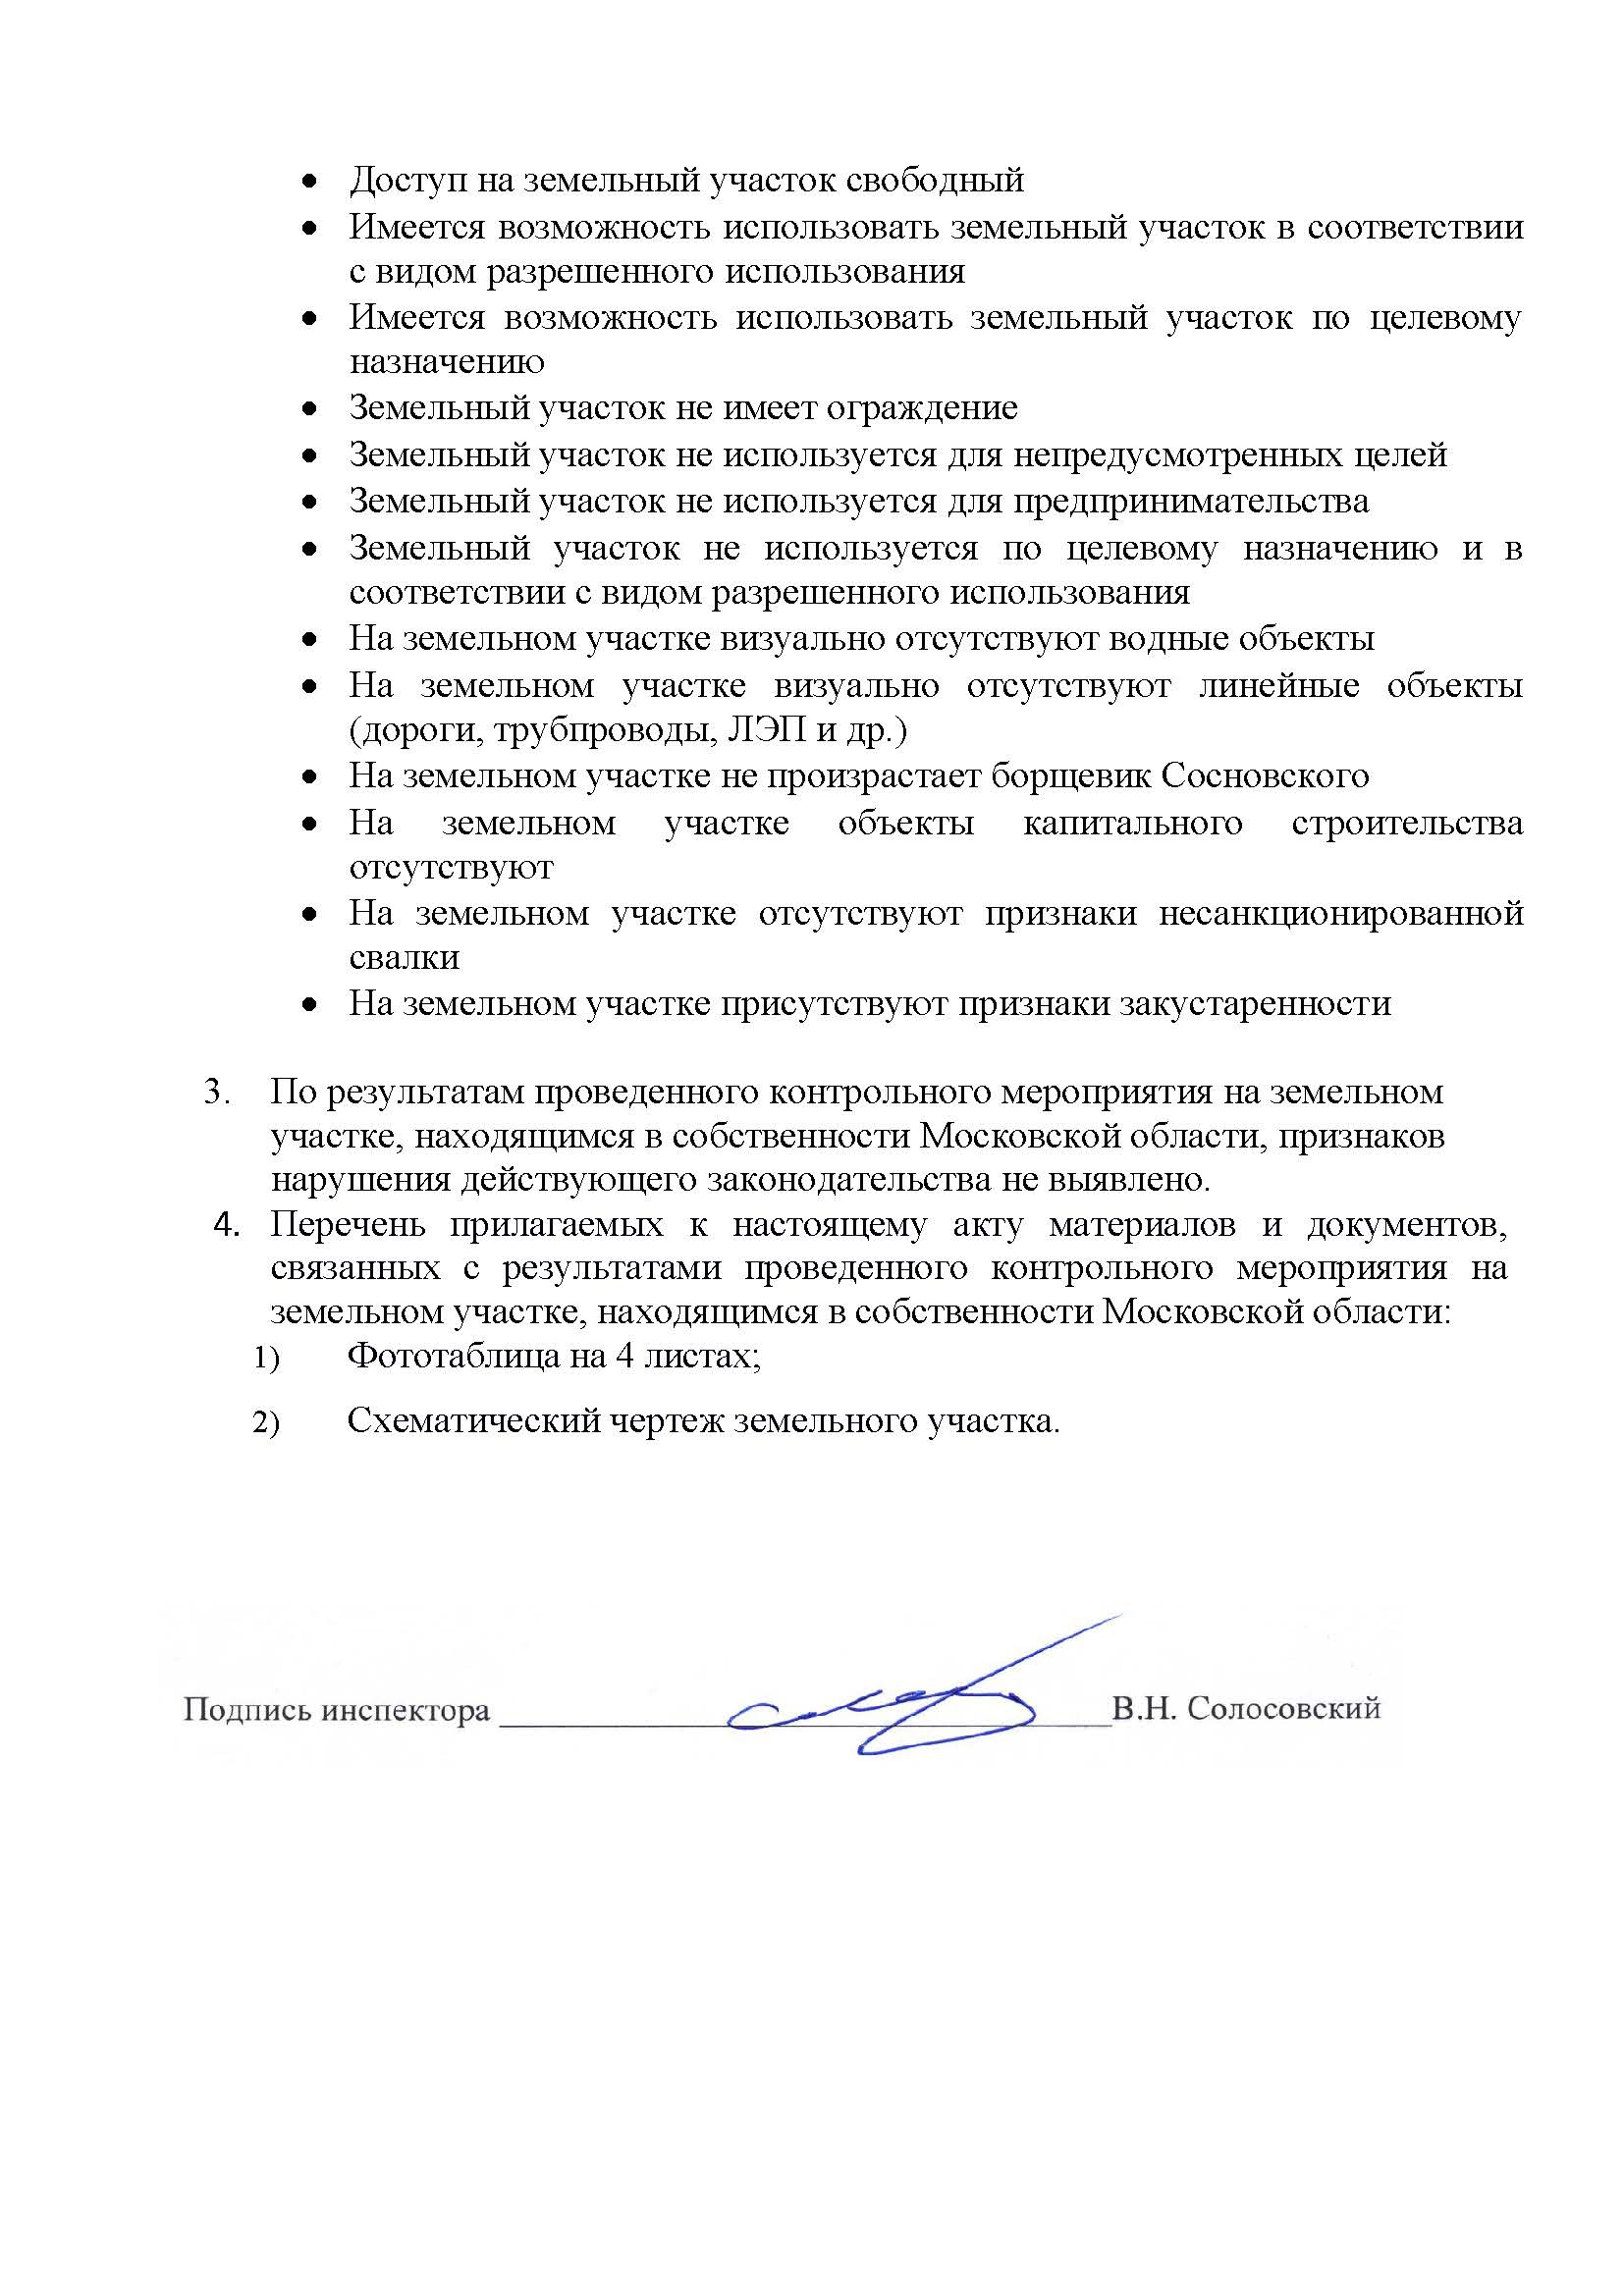 • Доступ на земельный участок свободный
• Имеется возможность использовать земельный участок в соответствии
с видом разрешенного использования
• Имеется возможность использовать земельный участок по целевому
назначению
• Земельный участок не имеет ограждение
• Земельный участок не используется для непредусмотренных целей
• Земельный участок не используется для предпринимательства
• Земельный участок не используется по целевому назначению и в
соответствии с видом разрешенного использования
• На земельном участке визуально отсутствуют водные объекты
• На земельном участке визуально отсутствуют линейные объекты
(дороги, трубпроводы, ЛЭП и др.)
• На земельном участке не произрастает борщевик Сосновского
• На земельном участке объекты капитального строительства
отсутствуют
• На земельном участке отсутствуют признаки несанкционированной
свалки
• На земельном участке присутствуют признаки закустаренности
3. По результатам проведенного контрольного мероприятия на земельном
участке, находящимся в собственности Московской области, признаков
нарушения действующего законодательства не выявлено.
4. Перечень прилагаемых к настоящему акту материалов и документов,
связанных с результатами проведенного контрольного мероприятия на
земельном участке, находящимся в собственности Московской области:
1) Фототаблица на 4 листах;
2) Схематический чертеж земельного участка.
Подпись инспектора В.Н. Солосовский